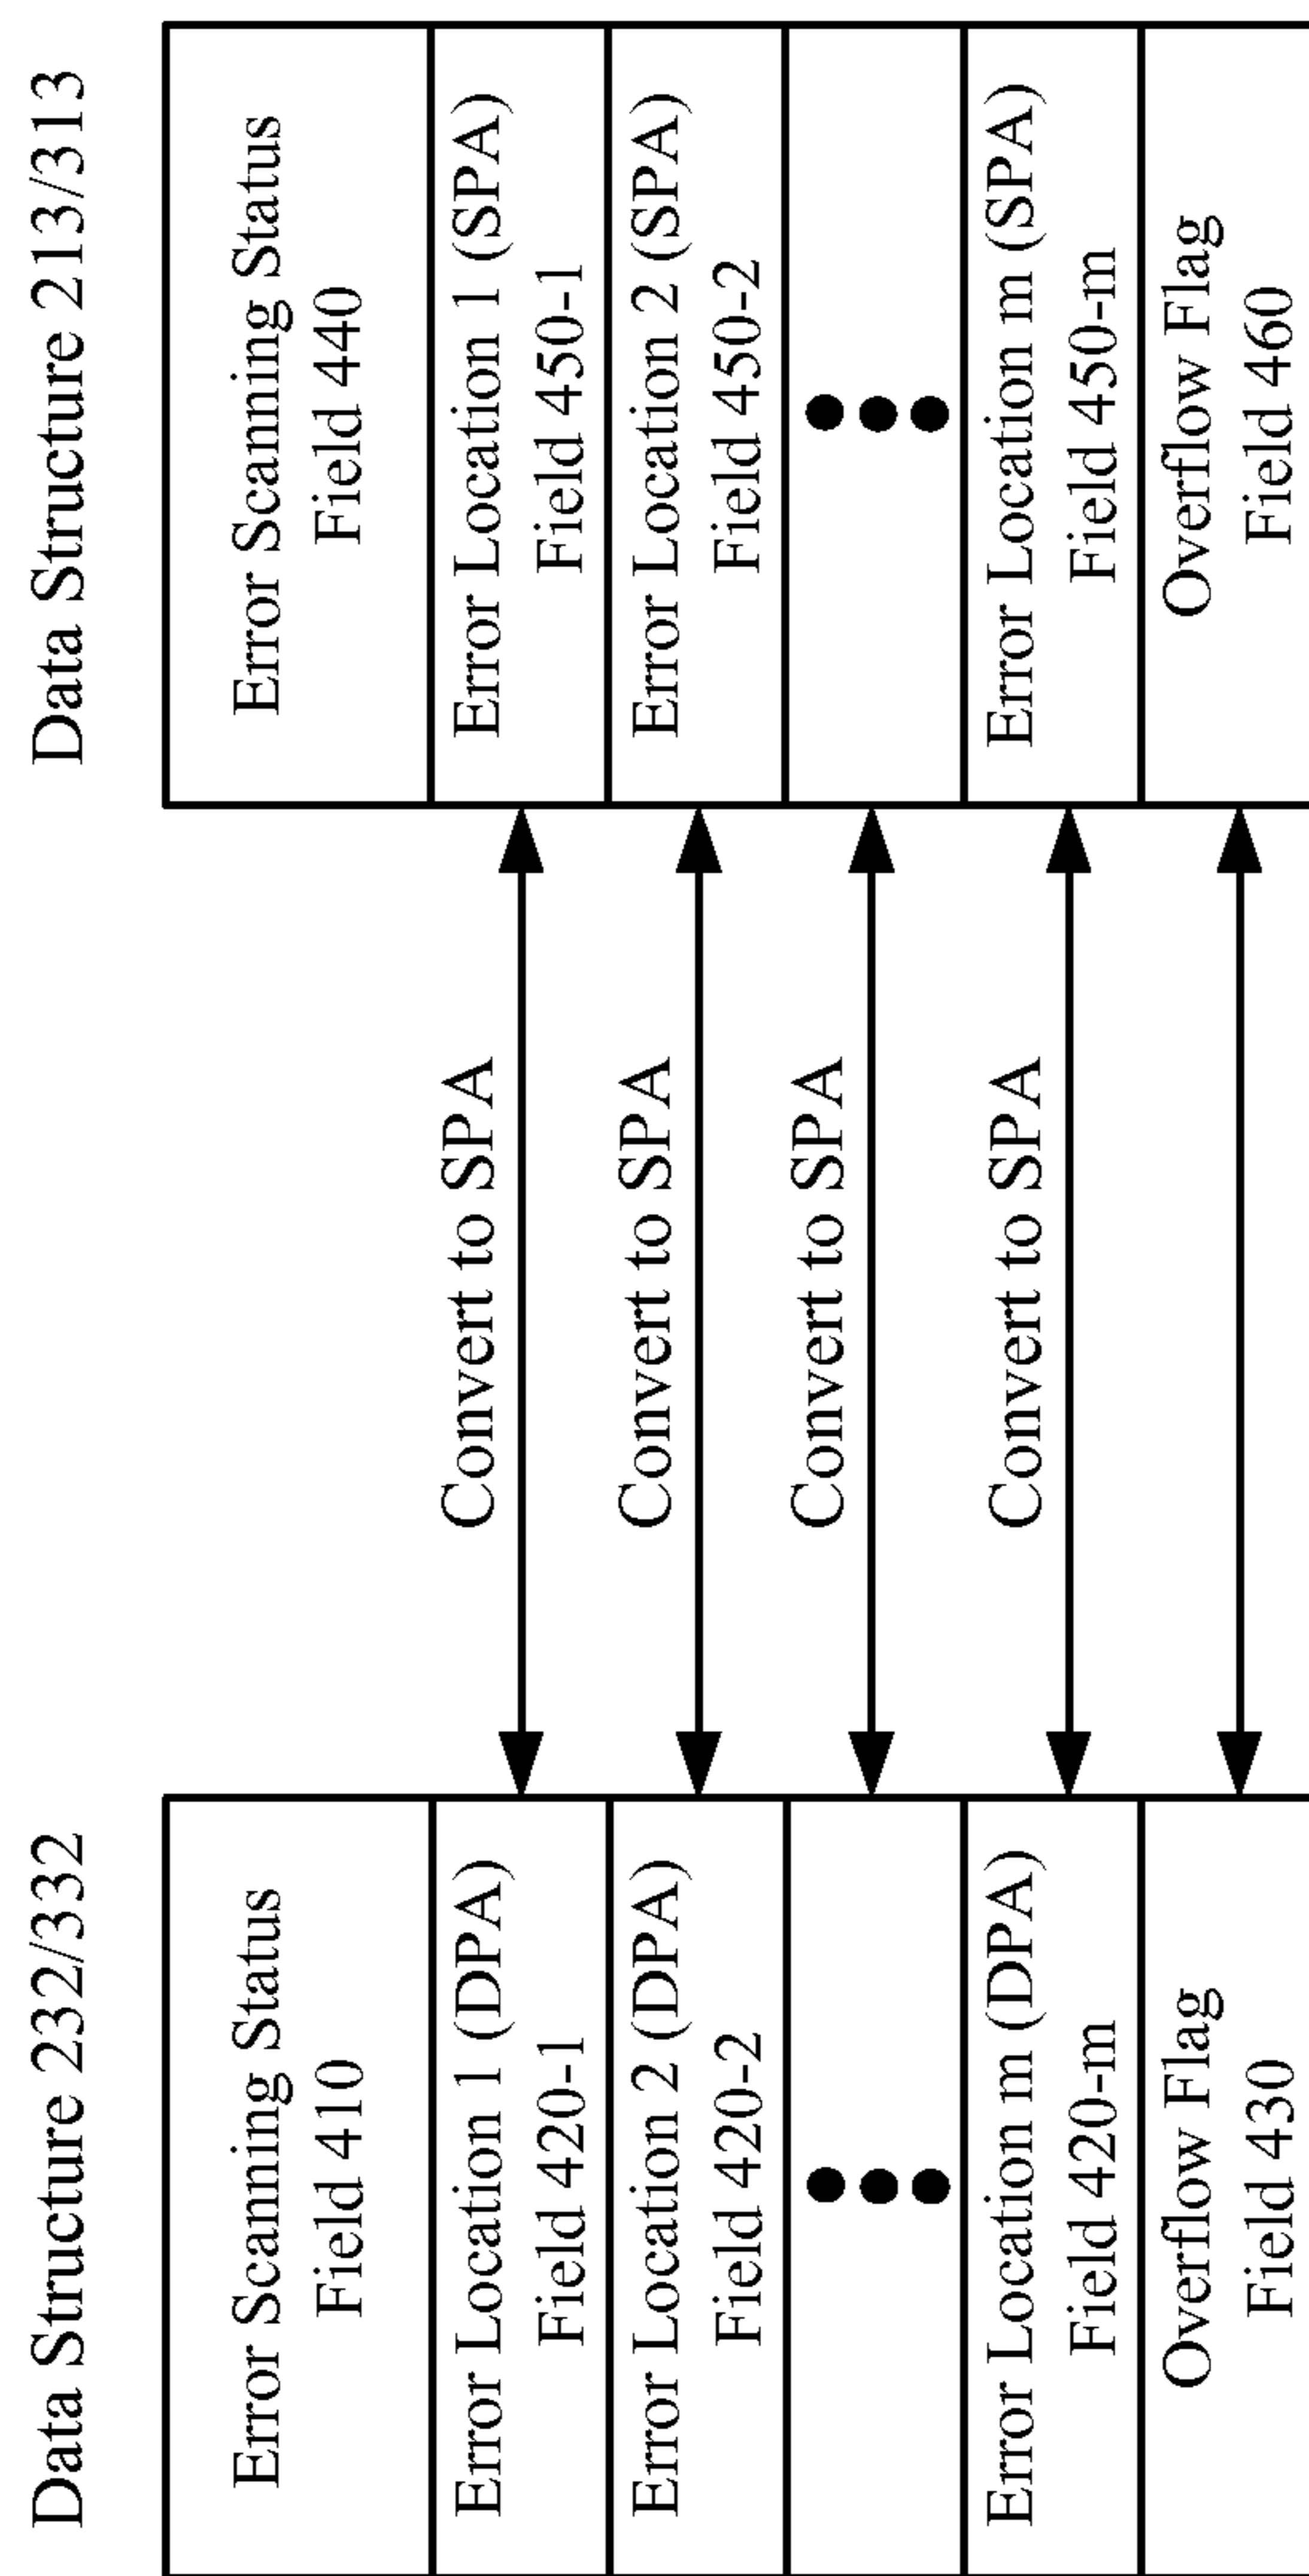 Data Structure 232/332
Error Scanning Status
Field 410
Error Location 1 (DPA)
Field 420-1
Error Location 2 (DPA)
Field 420-2
Error Location m (DPA)
Field 420-m
Overflow Flag
Field 430
Convert to SPA
Convert to SPA
Convert to SPA
Convert to SPA
Data Structure 213/313
Error Scanning Status
Field 440
Error Location 1 (SPA)
Field 450-1
Error Location 2 (SPA)
Field 450-2
Error Location m (SPA)
Field 450-m
Overflow Flag
Field 460